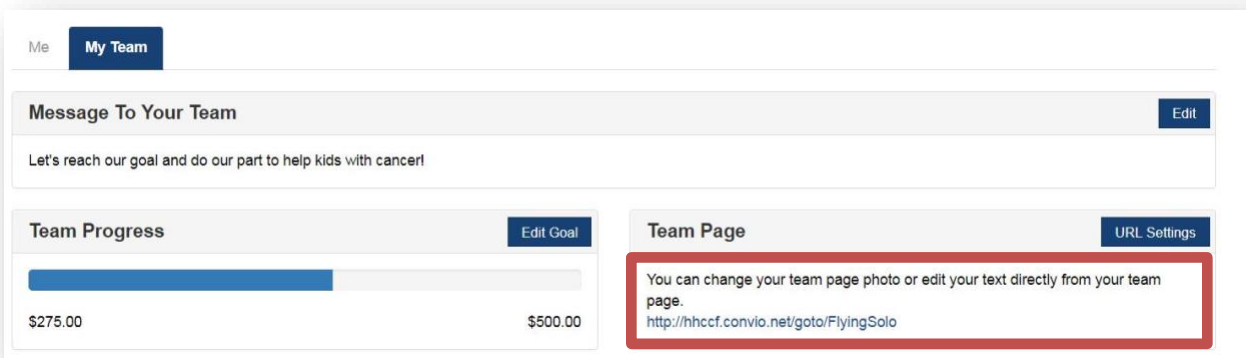 Me My Team
Message To Your Team Edit
Let's reach our goal and do our part to help kids with cancer!
Team Progress Edit Goal
$275.00 $500.00
Team Page URL Settings
You can change your team page photo or edit your text directly from your team
page.
http://hhccf.convio.net/goto/FlyingSolo